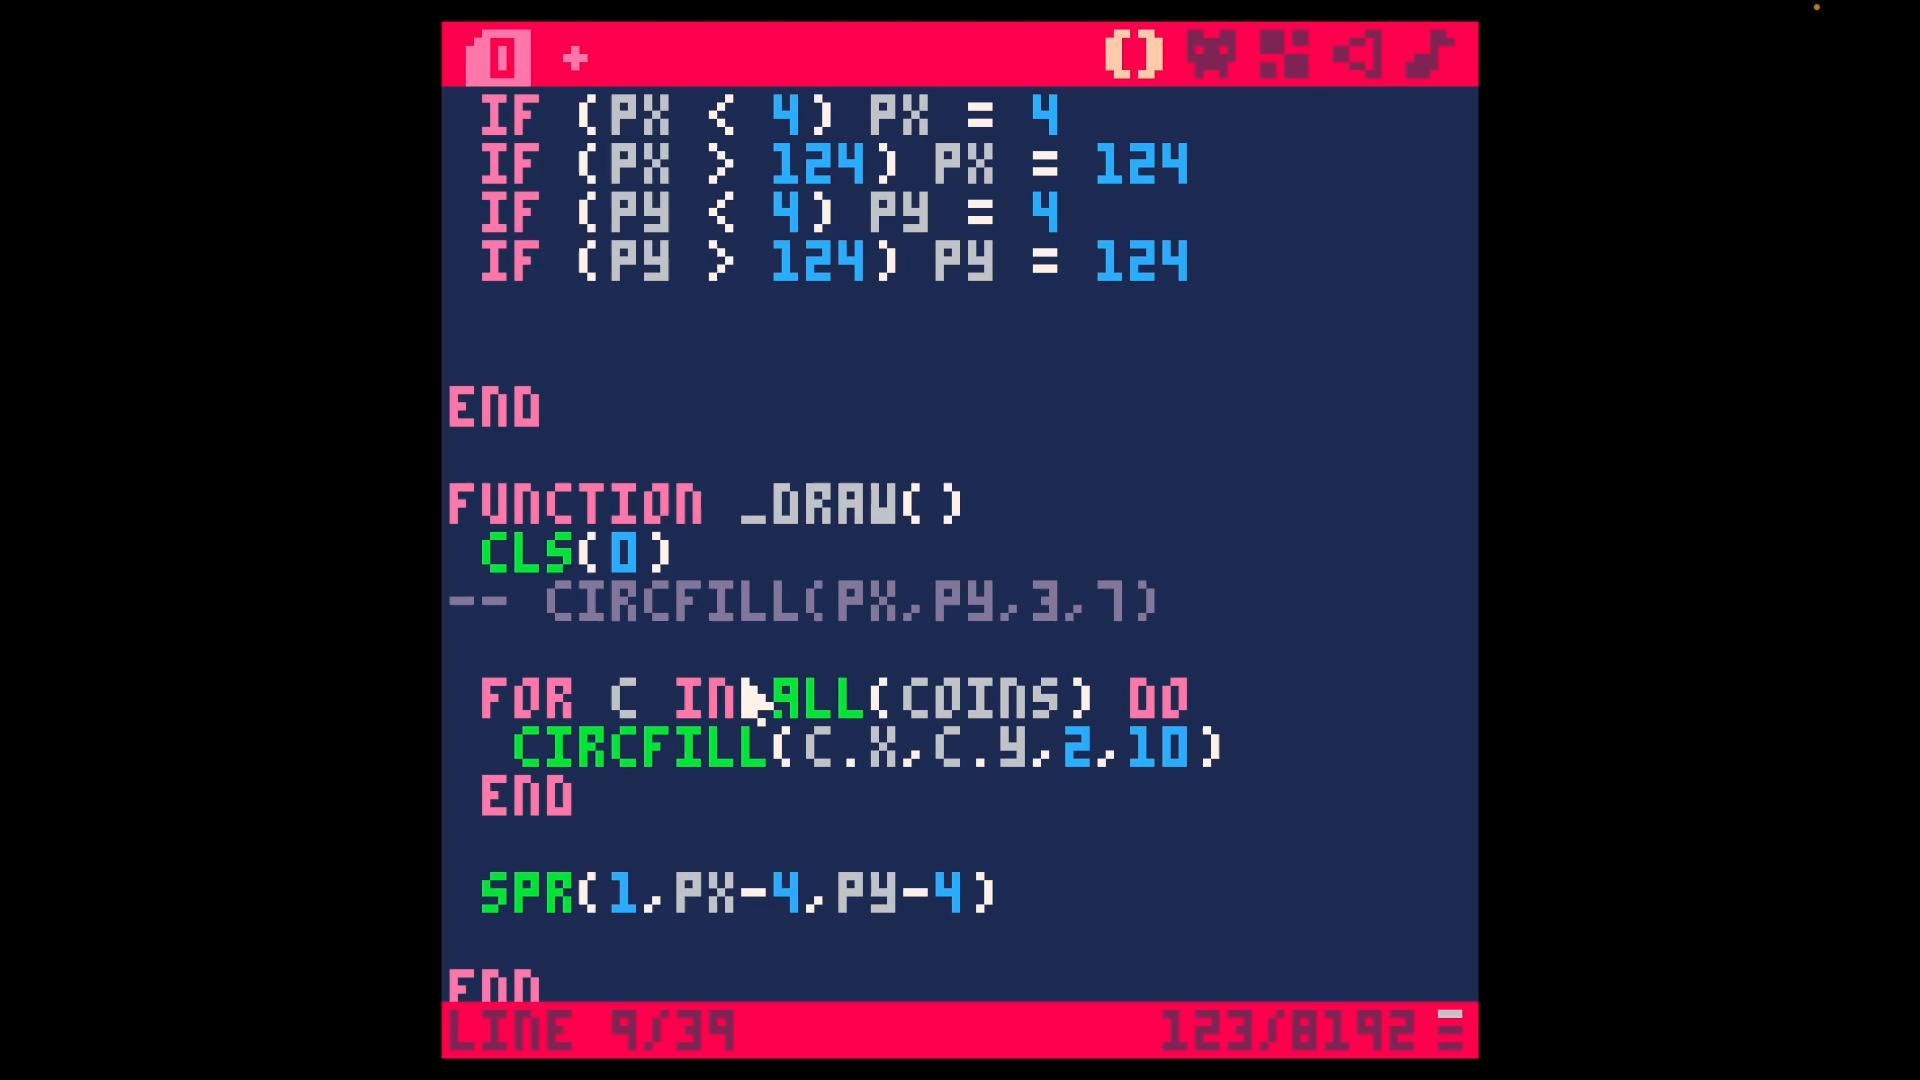 0 +
IF (PX < 4) PX = 4
IF (PX > 124) PX = 124
IF (PY < 4) PY = 4
IF (PY > 124) PY = 124
END
FUNCTION _DRAW()
CLS(0)
-- CIRCFILL(PX,PY,3,7)
FOR C IN ALL(COINS) DO
CIRCFILL(C.X,C.Y,2,10)
END
SPR(1,PX-4,PY-4)
END
LINE 9/39 123/8192